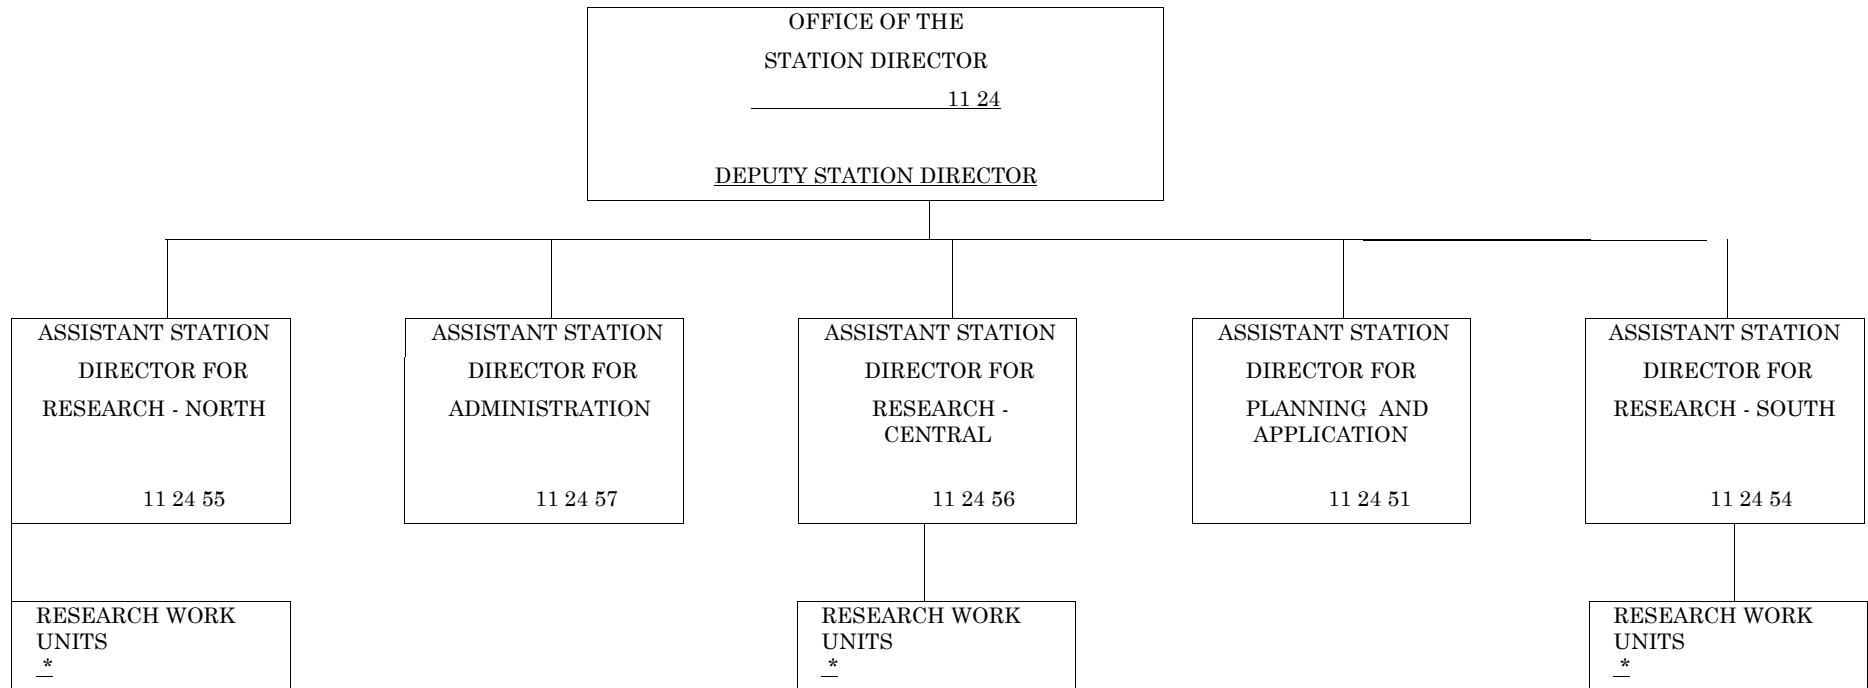 OFFICE OF THE
STATION DIRECTOR
11 24
DEPUTY STATION DIRECTOR
ASSISTANT STATION
DIRECTOR FOR
RESEARCH - NORTH
11 24 55
ASSISTANT STATION
DIRECTOR FOR
ADMINISTRATION
11 24 57
ASSISTANT STATION
DIRECTOR FOR
RESEARCH -
CENTRAL
11 24 56
ASSISTANT STATION
DIRECTOR FOR
PLANNING AND
APPLICATION
11 24 51
ASSISTANT STATION
DIRECTOR FOR
RESEARCH - SOUTH
11 24 54
RESEARCH WORK
UNITS
*
RESEARCH WORK
UNITS
*
RESEARCH WORK
UNITS
*